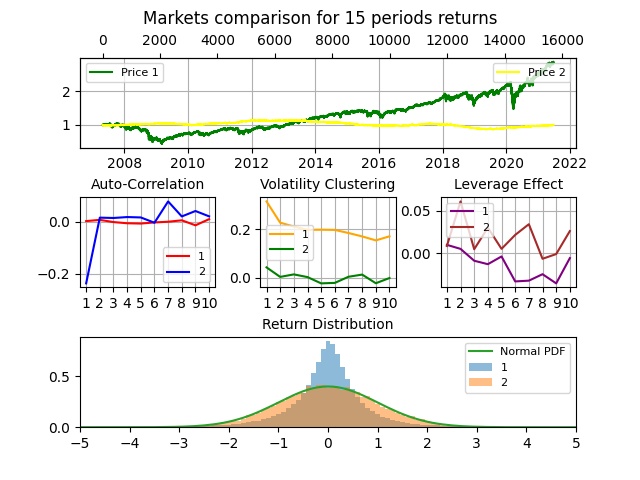 Markets comparison for 15 periods returns
0 2000 4000 6000 8000 10000 12000 14000 16000
Price 1
Price 2
2
1
2008 2010 2012 2014 2016 2018 2020 2022
Auto-Correlation
0.0
−0.2
1
2
1 2 3 4 5 6 7 8 9 10
Volatility Clustering
0.2
0.0
1
2
1 2 3 4 5 6 7 8 9 10
Leverage Effect
0.05
0.00
1
2
1 2 3 4 5 6 7 8 9 10
Return Distribution
0.5
0.0
Normal PDF
1
2
−5 −4 −3 −2 −1 0 1 2 3 4 5